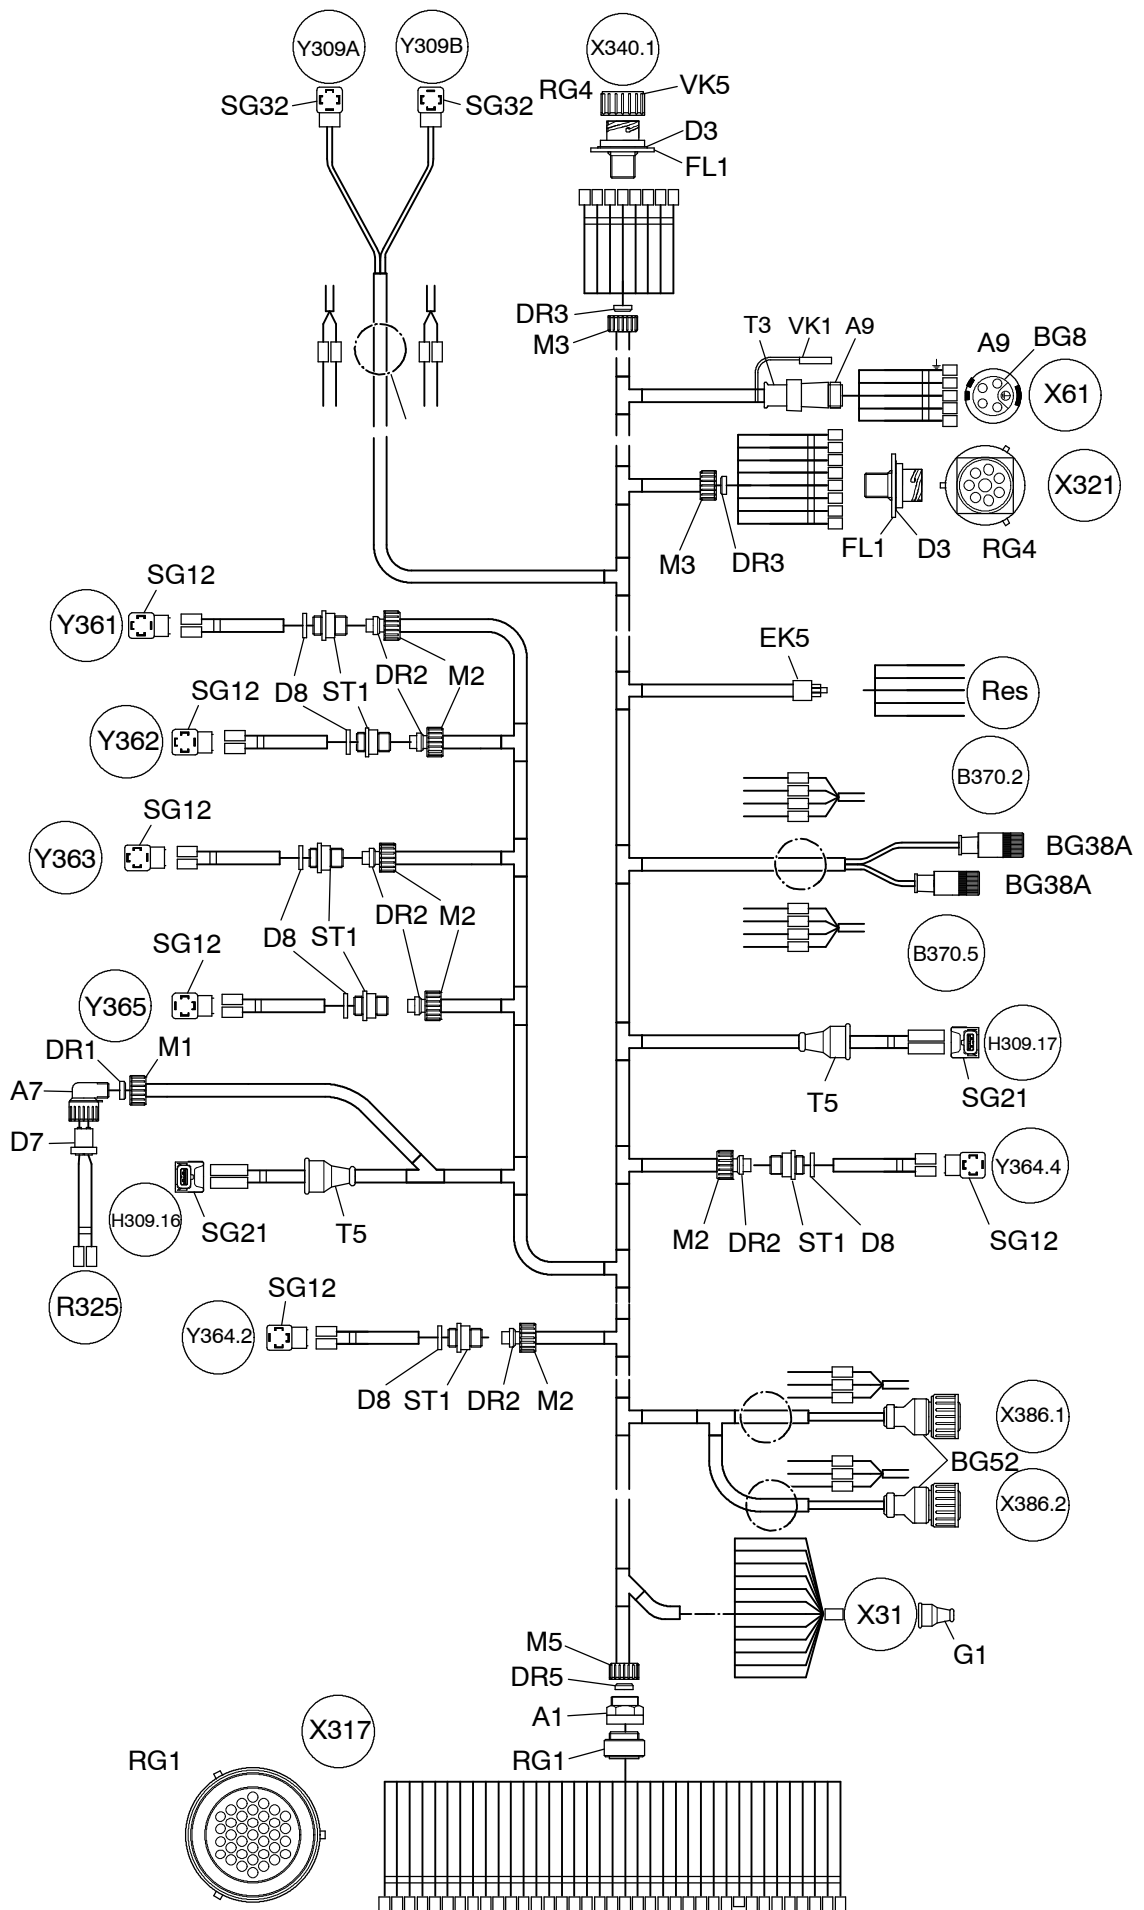 Y309A
Y309B
X340.1
SG32
SG32
RG4
VK5
D3
FL1
DR3
M3
T3
VK1
A9
A9
BG8
X61
X321
M3
DR3
FL1
D3
RG4
SG12
Y361
DR2
M2
D8
ST1
SG12
Y362
EK5
Res
B370.2
SG12
Y363
BG38A
BG38A
DR2
M2
D8
ST1
SG12
B370.5
Y365
DR1
M1
A7
D7
H309.17
T5
SG21
H309.16
SG21
T5
Y364.4
M2
DR2
ST1
D8
SG12
R325
SG12
Y364.2
D8
ST1
DR2
M2
X386.1
BG52
X386.2
X31
G1
M5
DR5
A1
RG1
X317
RG1